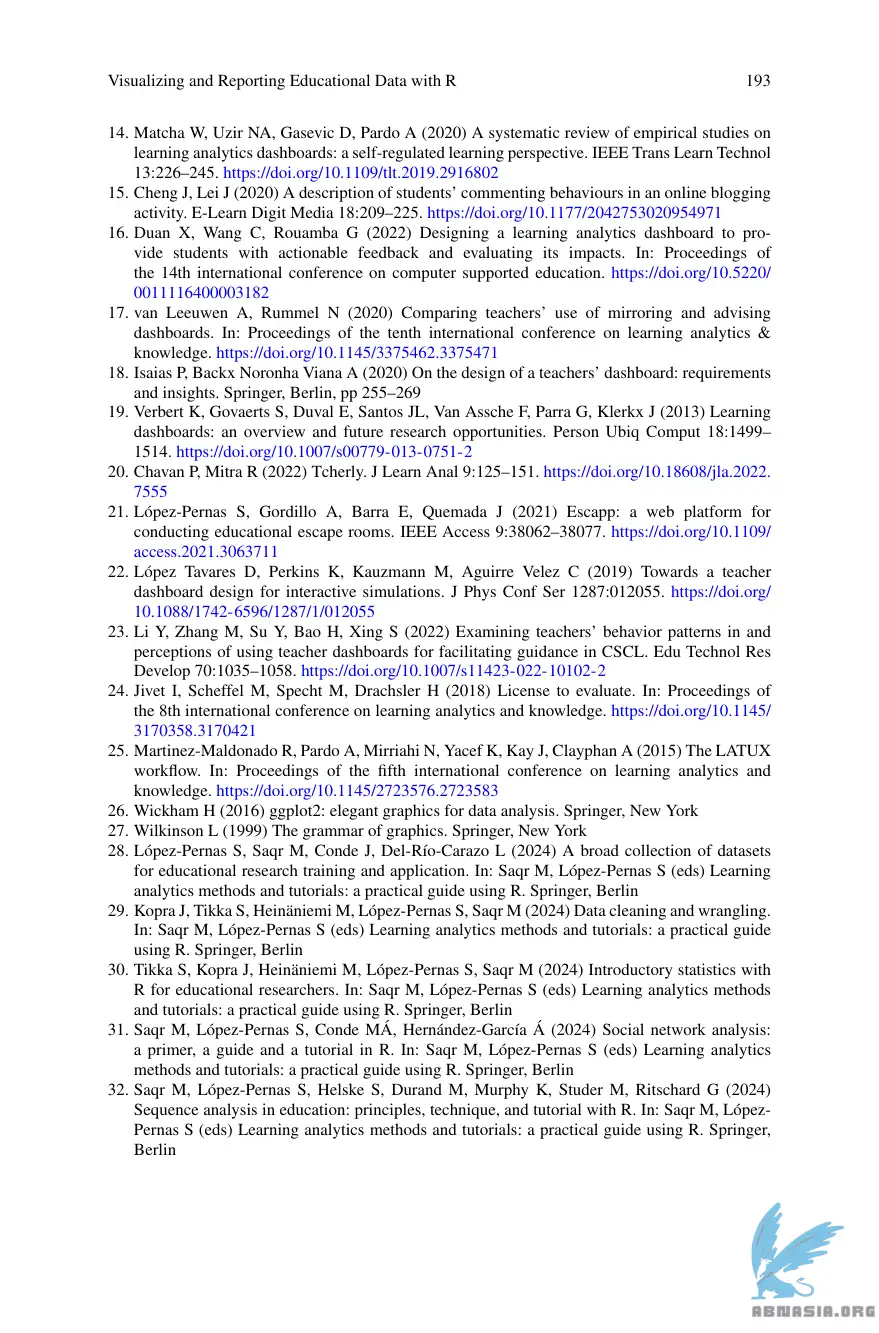 Visualizing and Reporting Educational Data with R 193
14. Matcha W, Uzir NA, Gasevic D, Pardo A (2020) A systematic review of empirical studies on
learning analytics dashboards: a self-regulated learning perspective. IEEE Trans Learn Technol
13:226–245. https://doi.org/10.1109/tlt.2019.2916802
15. Cheng J, Lei J (2020) A description of students’ commenting behaviours in an online blogging
activity. E-Learn Digit Media 18:209–225. https://doi.org/10.1177/2042753020954971
16. Duan X, Wang C, Rouamba G (2022) Designing a learning analytics dashboard to pro-
vide students with actionable feedback and evaluating its impacts. In: Proceedings of
the 14th international conference on computer supported education. https://doi.org/10.5220/
0011116400003182
17. van Leeuwen A, Rummel N (2020) Comparing teachers’ use of mirroring and advising
dashboards. In: Proceedings of the tenth international conference on learning analytics &
knowledge. https://doi.org/10.1145/3375462.3375471
18. Isaias P, Backx Noronha Viana A (2020) On the design of a teachers’ dashboard: requirements
and insights. Springer, Berlin, pp 255–269
19. Verbert K, Govaerts S, Duval E, Santos JL, Van Assche F, Parra G, Klerkx J (2013) Learning
dashboards: an overview and future research opportunities. Person Ubiq Comput 18:1499–
1514. https://doi.org/10.1007/s00779-013-0751-2
20. Chavan P, Mitra R (2022) Tcherly. J Learn Anal 9:125–151. https://doi.org/10.18608/jla.2022.
7555
21. López-Pernas S, Gordillo A, Barra E, Quemada J (2021) Escapp: a web platform for
conducting educational escape rooms. IEEE Access 9:38062–38077. https://doi.org/10.1109/
access.2021.3063711
22. López Tavares D, Perkins K, Kauzmann M, Aguirre Velez C (2019) Towards a teacher
dashboard design for interactive simulations. J Phys Conf Ser 1287:012055. https://doi.org/
10.1088/1742-6596/1287/1/012055
23. Li Y, Zhang M, Su Y, Bao H, Xing S (2022) Examining teachers’ behavior patterns in and
perceptions of using teacher dashboards for facilitating guidance in CSCL. Edu Technol Res
Develop 70:1035–1058. https://doi.org/10.1007/s11423-022-10102-2
24. Jivet I, Scheffel M, Specht M, Drachsler H (2018) License to evaluate. In: Proceedings of
the 8th international conference on learning analytics and knowledge. https://doi.org/10.1145/
3170358.3170421
25. Martinez-Maldonado R, Pardo A, Mirriahi N, Yacef K, Kay J, Clayphan A (2015) The LATUX
workflow. In: Proceedings of the fifth international conference on learning analytics and
knowledge. https://doi.org/10.1145/2723576.2723583
26. Wickham H (2016) ggplot2: elegant graphics for data analysis. Springer, New York
27. Wilkinson L (1999) The grammar of graphics. Springer, New York
28. López-Pernas S, Saqr M, Conde J, Del-Río-Carazo L (2024) A broad collection of datasets
for educational research training and application. In: Saqr M, López-Pernas S (eds) Learning
analytics methods and tutorials: a practical guide using R. Springer, Berlin
29. Kopra J, Tikka S, Heinäniemi M, López-Pernas S, Saqr M (2024) Data cleaning and wrangling.
In: Saqr M, López-Pernas S (eds) Learning analytics methods and tutorials: a practical guide
using R. Springer, Berlin
30. Tikka S, Kopra J, Heinäniemi M, López-Pernas S, Saqr M (2024) Introductory statistics with
R for educational researchers. In: Saqr M, López-Pernas S (eds) Learning analytics methods
and tutorials: a practical guide using R. Springer, Berlin
31. Saqr M, López-Pernas S, Conde MÁ, Hernández-García Á (2024) Social network analysis:
a primer, a guide and a tutorial in R. In: Saqr M, López-Pernas S (eds) Learning analytics
methods and tutorials: a practical guide using R. Springer, Berlin
32. Saqr M, López-Pernas S, Helske S, Durand M, Murphy K, Studer M, Ritschard G (2024)
Sequence analysis in education: principles, technique, and tutorial with R. In: Saqr M, López-
Pernas S (eds) Learning analytics methods and tutorials: a practical guide using R. Springer,
Berlin
ABNASIA.ORG